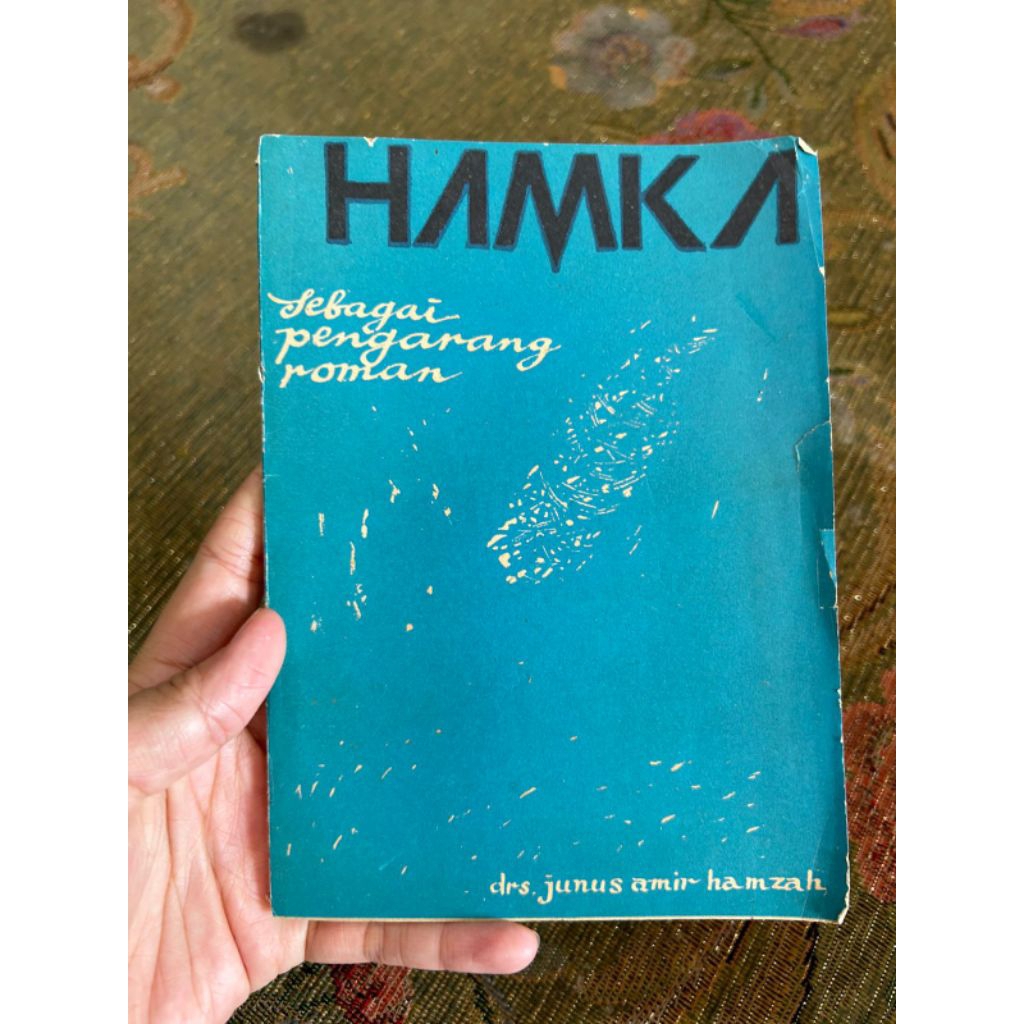 HAMKA
sebagai
pengarang
roman
drs. junus amir hamzah